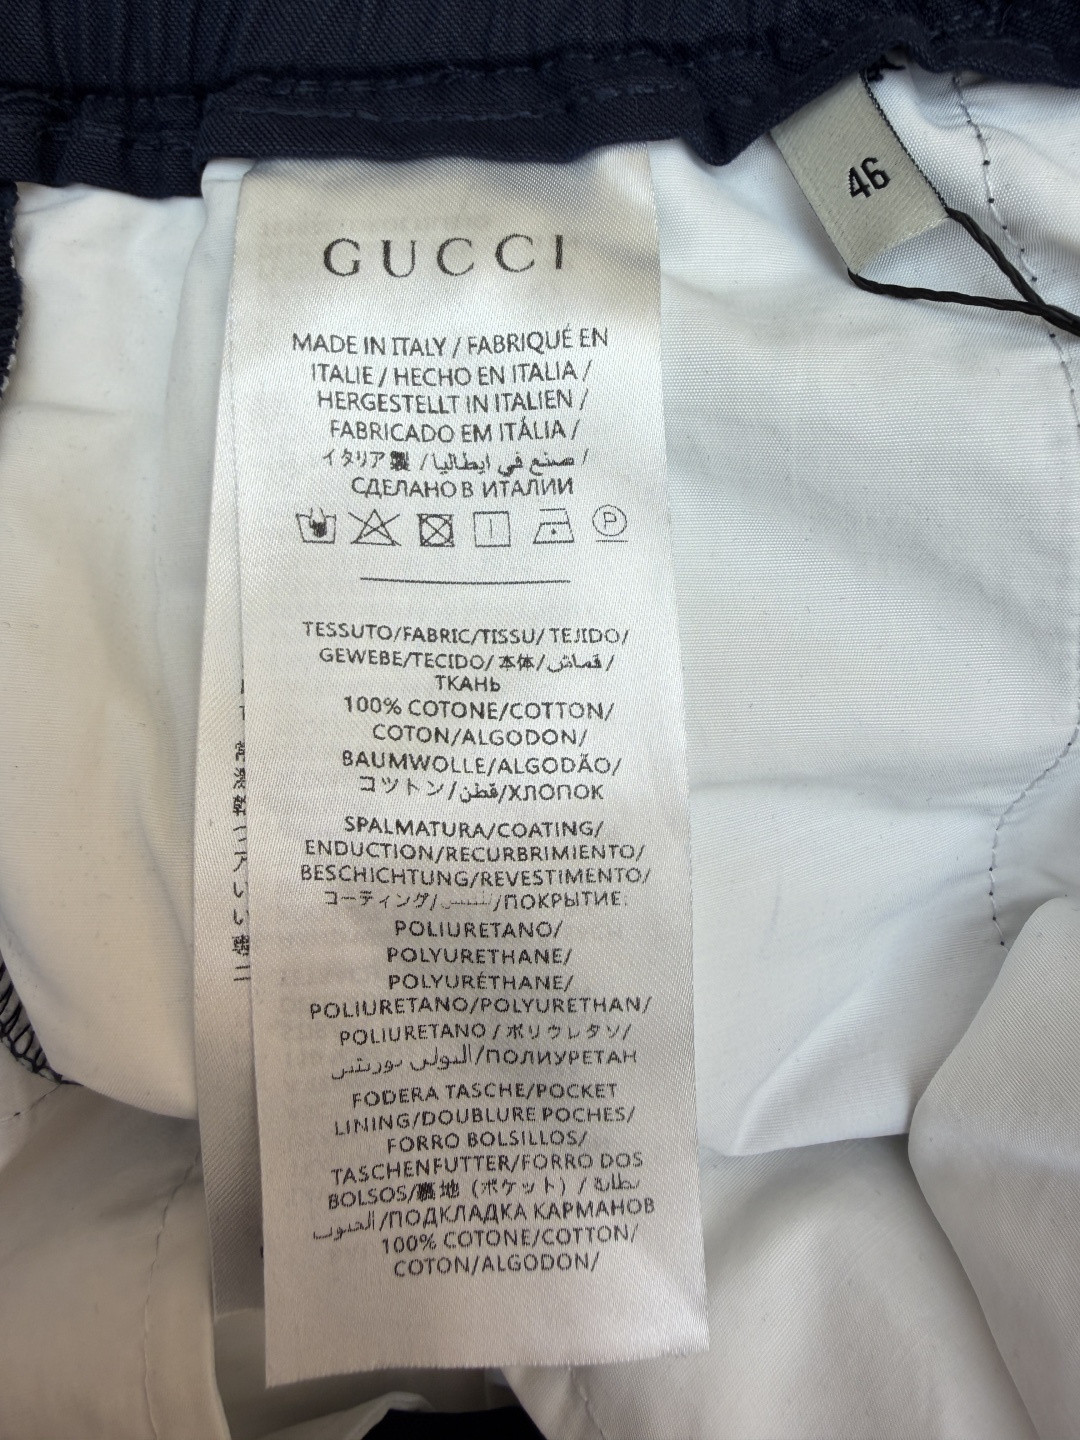 46
GUCCI
MADE IN ITALY / FABRIQUÉ EN
ITALIE / HECHO EN ITALIA /
HERGESTELLT IN ITALIEN /
FABRICADO EM ITÁLIA /
イタリア製 / صنع في ايطاليا /
СДЕЛАНО В ИТАЛИИ
P
TESSUTO/FABRIC/TISSU/TEJIDO/
GEWEBE/TECIDO/本体/قماش/
ТКАНЬ
100% COTONE/COTTON/
COTON/ALGODON/
BAUMWOLLE/ALGODÃO/
コットン/قطن/ХЛОПОК
SPALMATURA/COATING/
ENDUCTION/RECURBRIMIENTO/
BESCHICHTUNG/REVESTIMENTO/
コーティング/ /ПОКРЫТИЕ:
POLIURETANO/
POLYURETHANE/
POLYURÉTHANE/
POLIURETANO/POLYURETHAN/
POLIURETANO/ポリウレタン/
البولي يوريثين/ПОЛИУРЕТАН
FODERA TASCHE/POCKET
LINING/DOUBLURE POCHES/
FORRO BOLSILLOS/
TASCHENFUTTER/FORRO DOS
BOLSOS/裏地 (ポケット) / بطانة
الجيوب/ПОДКЛАДКА КАРМАНОВ
100% COTONE/COTTON/
COTON/ALGODON/